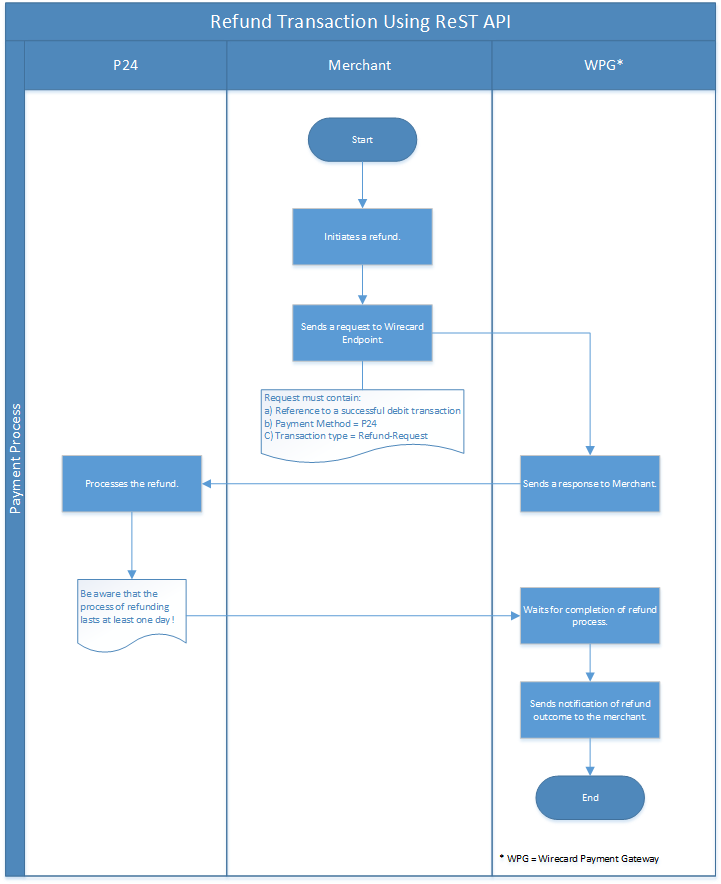 Refund Transaction Using ReST API
P24
Merchant
WPG*
Payment Process
Start
Initiates a refund.
Sends a request to Wirecard
Endpoint.
Request must contain:
a) Reference to a successful debit transaction
b) Payment Method = P24
C) Transaction type = Refund-Request
Processes the refund.
Sends a response to Merchant.
Be aware that the
process of refunding
lasts at least one day!
Waits for completion of refund
process.
Sends notification of refund
outcome to the merchant.
End
* WPG = Wirecard Payment Gateway